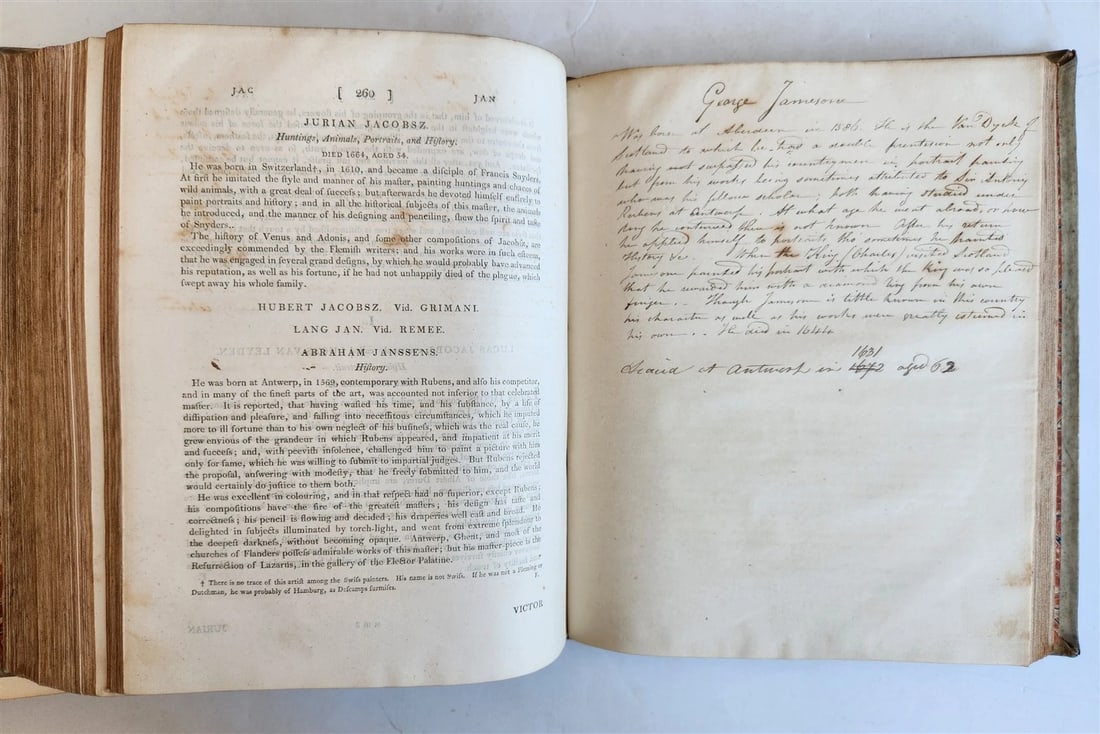 JAC [ 260 ] JAN
JURIAN JACOBSZ.
Huntings, Animals, Portraits, and Hiſtory.
DIED 1664, AGED 54.
He was born in Switzerland†, in 1610, and became a diſciple of Francis Snyders.
At firſt he imitated the ſtyle and manner of his maſter, painting huntings and chaces of
wild animals, with a great deal of ſucceſs; but afterwards he devoted himſelf entirely to
paint portraits and hiſtory; and in all the hiſtorical ſubjects of this maſter, the animals
he introduced, and the manner of his deſigning and penciling, ſhew the ſpirit and taſte
of Snyders.
The hiſtory of Venus and Adonis, and ſome other compoſitions of Jacobſz, are
exceedingly commended by the Flemiſh writers; and his works were in ſuch eſteem,
that he was engaged in ſeveral grand deſigns, by which he would probably have advanced
his reputation, as well as his fortune, if he had not unhappily died of the plague, which
ſwept away his whole family.
HUBERT JACOBSZ. Vid. GRIMANI.
LANG JAN. Vid. REMEE.
ABRAHAM JANSSENS.
Hiſtory.
He was born at Antwerp, in 1569, contemporary with Rubens, and alſo his competitor,
and in many of the fineſt parts of the art, was accounted not inferior to that celebrated
maſter. It is reported, that having waſted his time, and his ſubſtance, by a life of
diſſipation and pleaſure, and falling into neceſſitous circumſtances, which he imputed
more to ill fortune than to his own neglect of his buſineſs, which was the real cauſe, he
grew envious of the grandeur in which Rubens appeared, and impatient at his merit
and ſucceſs; and, with peeviſh inſolence, challenged him to paint a picture with him
only for fame, which he was willing to ſubmit to impartial judges. But Rubens rejected
the propoſal, anſwering with modeſty, that he freely ſubmitted to him, and the world
would certainly do juſtice to them both.
He was excellent in colouring, and in that reſpect had no ſuperior, except Rubens;
his compoſitions have the fire of the greateſt maſters; his deſign has taſte and
correctneſs; his pencil is flowing and decided; his draperies well caſt and broad. He
delighted in ſubjects illuminated by torch-light, and went from extreme ſplendour to
the deepeſt darkneſs, without becoming opaque. Antwerp, Ghent, and moſt of the
churches of Flanders poſſeſs admirable works of this maſter; but his maſter-piece is the
Reſurrection of Lazarus, in the gallery of the Elector Palatine.
† There is no trace of this artiſt among the Swiſs painters. His name is not Swiſs. If he was not a Fleming or
Dutchman, he was probably of Hamburg, as Deſcamps ſurmiſes. F.
VICTOR
George Jamesone
Was born at Aberdeen in 1586. He is the Van Dyck of
Scotland to which he has a double pretension not only
having not surpassed his countrymen in portrait painting
but from his works being sometimes attributed to Sir Antony
who was his fellow scholar; both having studied under
Rubens at Antwerp. At what age he went abroad, or how
long he continued there is not known. After his return
he applied himself to portraits tho sometimes he painted
History &c. When the King (Charles) visited Scotland
Jamesone painted his portrait with which the King was so pleased
that he rewarded him with a diamond ring from his own
finger. Though Jameson is little known in this country
his character as well as his works were greatly esteemed in
his own. He died in 1644
at Antwerp in 1631 1672 aged 62